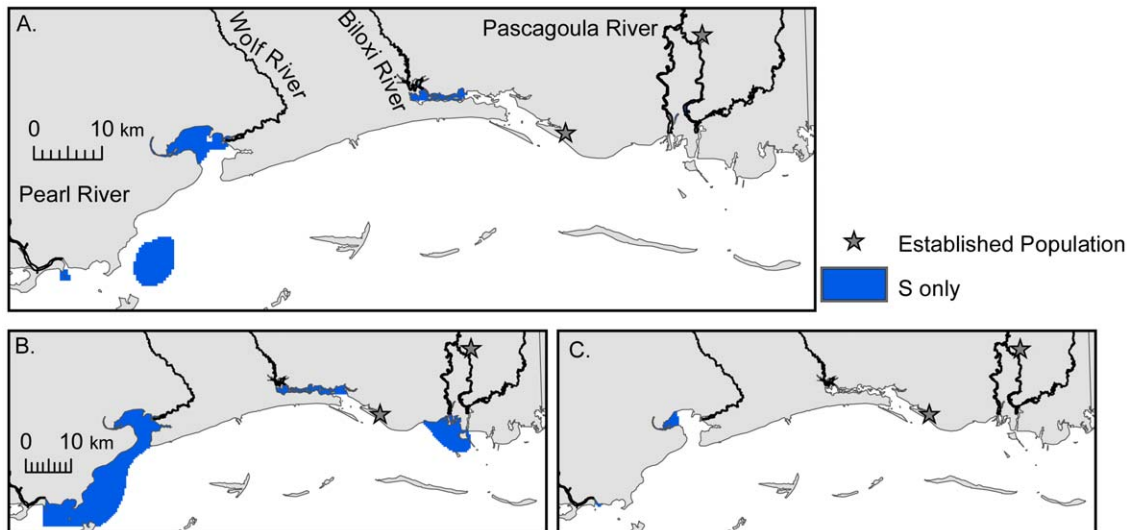 A.
Wolf River
Biloxi River
Pascagoula River
0 10 km
Pearl River
Established Population
S only
B.
0 10 km
C.